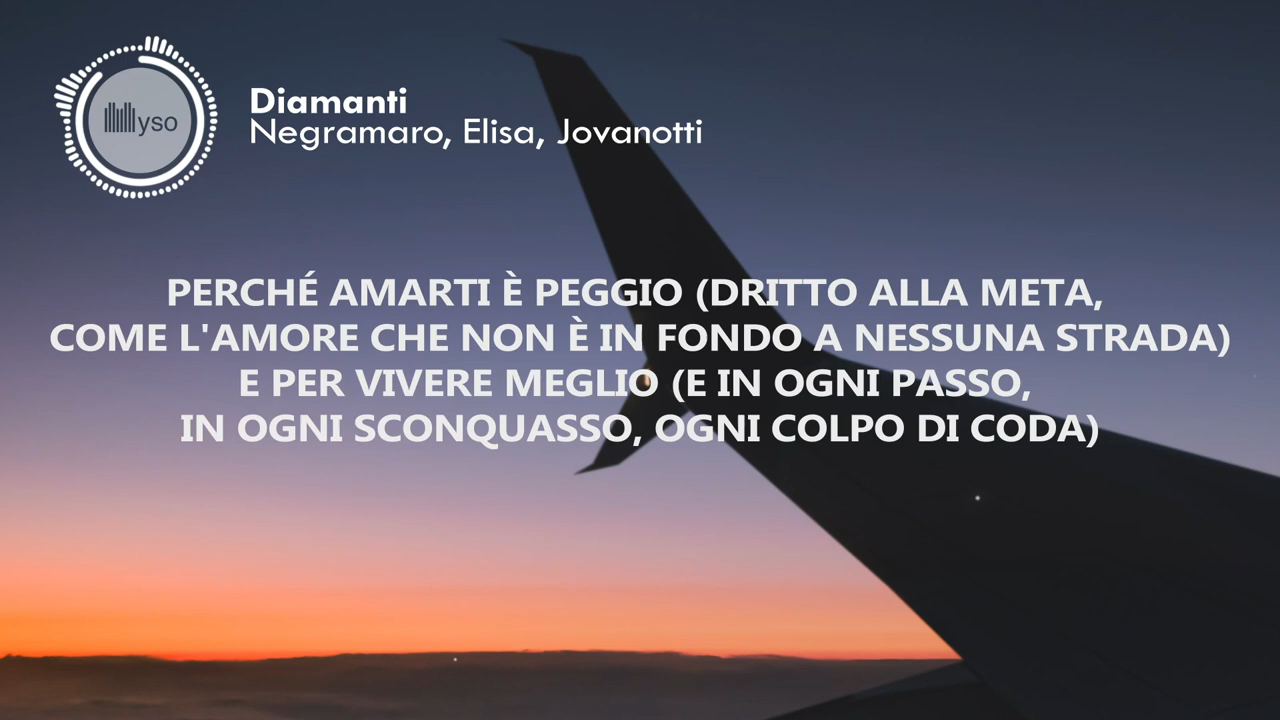 yso
Diamanti
Negramaro, Elisa, Jovanotti
PERCHÉ AMARTI È PEGGIO (DRITTO ALLA META,
COME L'AMORE CHE NON È IN FONDO A NESSUNA STRADA)
E PER VIVERE MEGLIO (E IN OGNI PASSO,
IN OGNI SCONQUASSO, OGNI COLPO DI CODA)